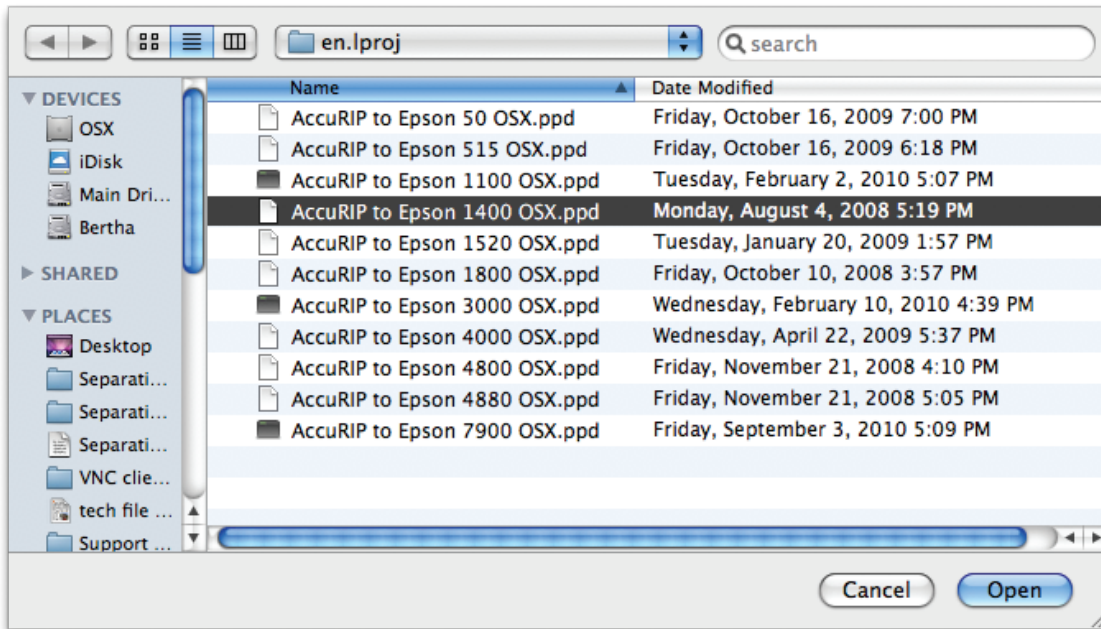 en.lproj
search
DEVICES
OSX
iDisk
Main Dri...
Bertha
SHARED
PLACES
Desktop
Separati...
Separati...
Separati...
VNC clie...
tech file ...
Support ...
Name Date Modified
AccuRIP to Epson 50 OSX.ppd Friday, October 16, 2009 7:00 PM
AccuRIP to Epson 515 OSX.ppd Friday, October 16, 2009 6:18 PM
AccuRIP to Epson 1100 OSX.ppd Tuesday, February 2, 2010 5:07 PM
AccuRIP to Epson 1400 OSX.ppd Monday, August 4, 2008 5:19 PM
AccuRIP to Epson 1520 OSX.ppd Tuesday, January 20, 2009 1:57 PM
AccuRIP to Epson 1800 OSX.ppd Friday, October 10, 2008 3:57 PM
AccuRIP to Epson 3000 OSX.ppd Wednesday, February 10, 2010 4:39 PM
AccuRIP to Epson 4000 OSX.ppd Wednesday, April 22, 2009 5:37 PM
AccuRIP to Epson 4800 OSX.ppd Friday, November 21, 2008 4:10 PM
AccuRIP to Epson 4880 OSX.ppd Friday, November 21, 2008 5:05 PM
AccuRIP to Epson 7900 OSX.ppd Friday, September 3, 2010 5:09 PM
Cancel Open